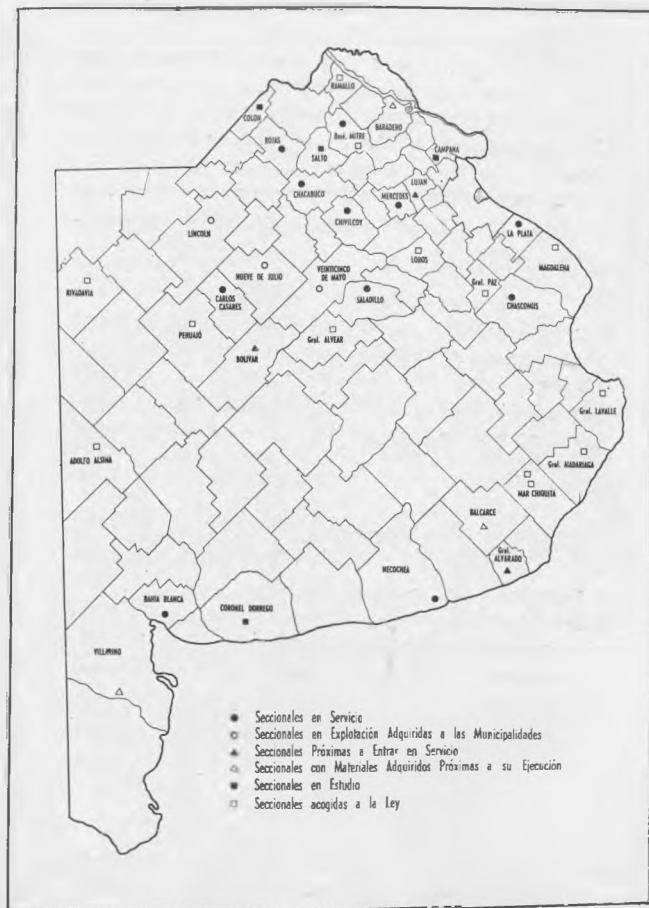 RAMALLO
COLON
BARADERO
Bmé. MITRE
ROJAS
SALTO
CAMPANA
LUJAN
CHACABUCO
MERCEDES
CHIVILCOY
LINCOLN
LA PLATA
LOBOS
MAGDALENA
NUEVE DE JULIO
VEINTICINCO
DE MAYO
Gral. PAZ
RIVADAVIA
CARLOS
CASARES
SALADILLO
CHASCOMUS
PEHUAJÓ
Gral. ALVEAR
BOLIVAR
Gral. LAVALLE
ADOLFO ALSINA
Gral. MADARIAGA
MAR CHIQUITA
BALCARCE
Gral.
ALVARADO
NECOCHEA
BAHIA BLANCA
CORONEL DORREGO
VILLARINO
Seccionales en Servicio
Seccionales en Explotación Adquiridas a las Municipalidades
Seccionales Próximas a Entrar en Servicio
Seccionales con Materiales Adquiridos Próximas a su Ejecución
Seccionales en Estudio
Seccionales acogidas a la Ley